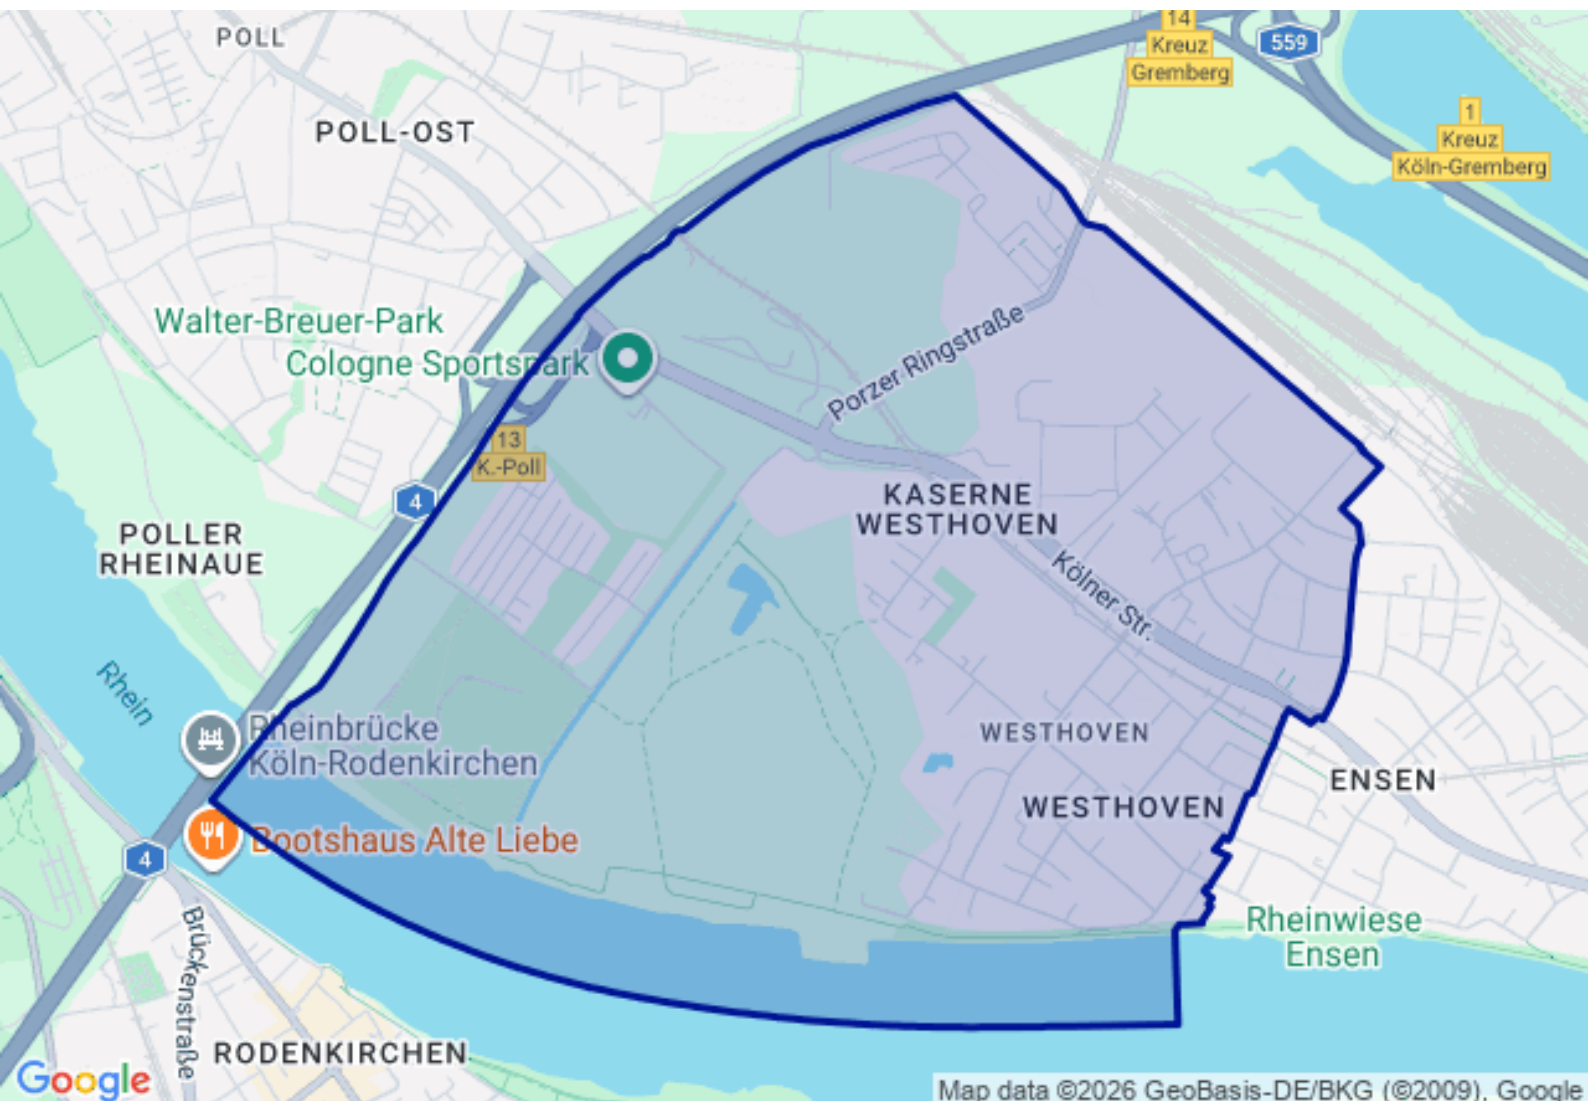 POLL
14
Kreuz
Gremberg
559
POLL-OST
1
Kreuz
Köln-Gremberg
Walter-Breuer-Park
Cologne Sportspark
Porzer Ringstraße
13
K.-Poll
4
KASERNE
WESTHOVEN
POLLER
RHEINAUE
Kölner Str.
Rhein
Rheinbrücke
Köln-Rodenkirchen
WESTHOVEN
ENSEN
WESTHOVEN
Bootshaus Alte Liebe
4
Rheinwiese
Ensen
Brückenstraße
RODENKIRCHEN
Google
Map data ©2026 GeoBasis-DE/BKG (©2009), Google